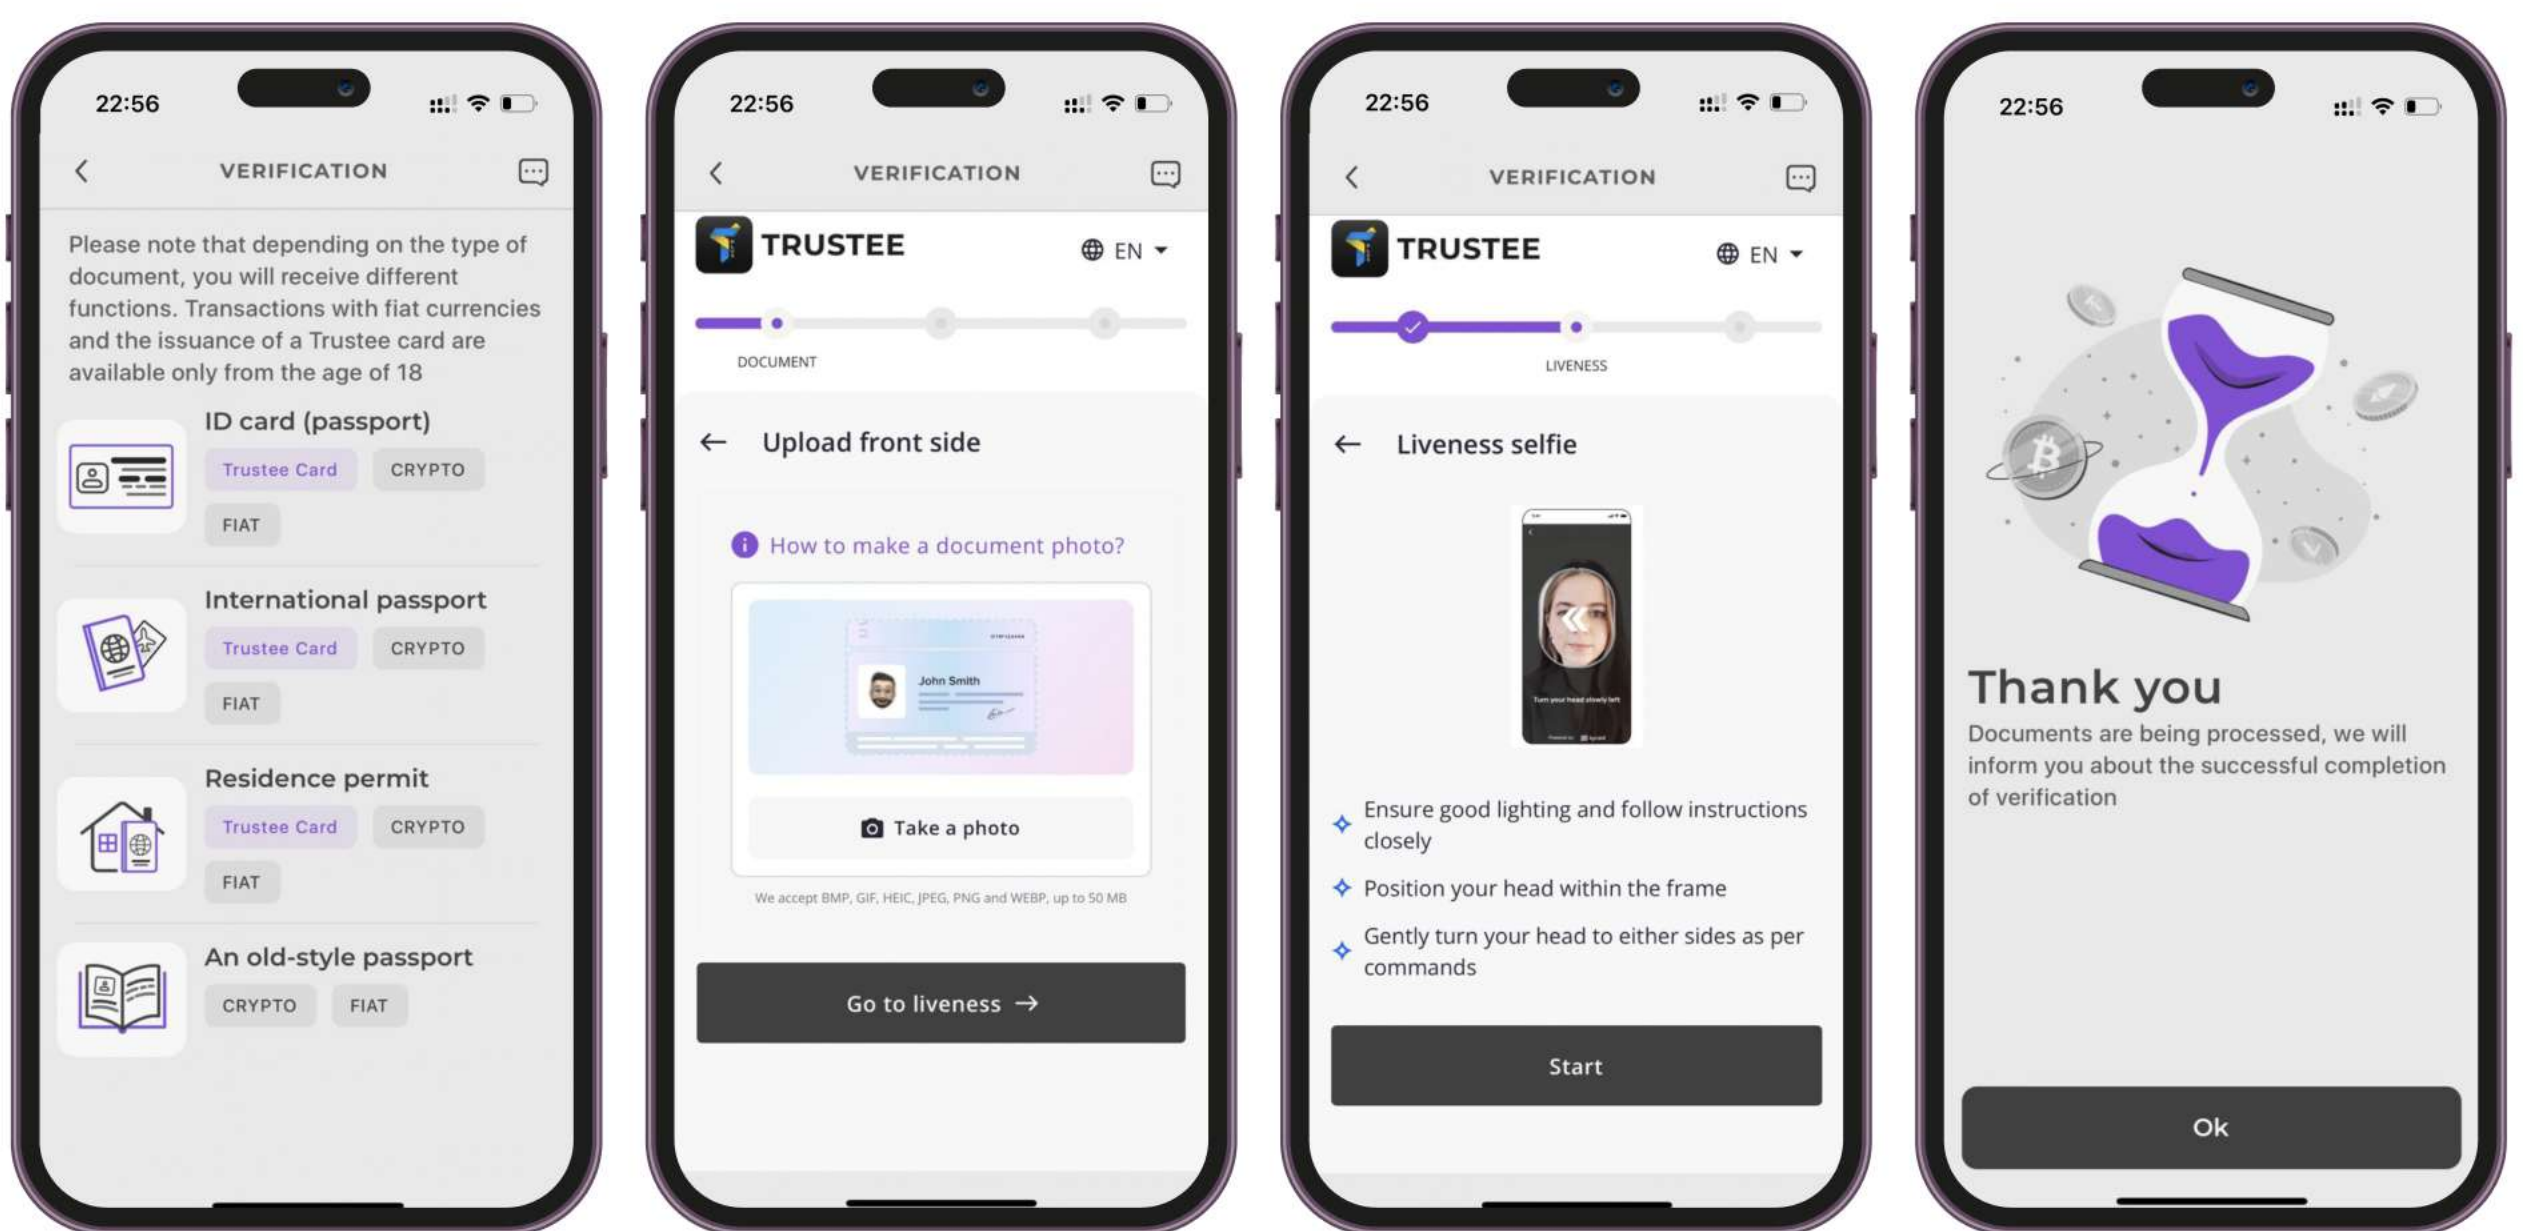 22:56
VERIFICATION
Please note that depending on the type of
document, you will receive different
functions. Transactions with fiat currencies
and the issuance of a Trustee card are
available only from the age of 18
ID card (passport)
Trustee Card CRYPTO
FIAT
International passport
Trustee Card CRYPTO
FIAT
Residence permit
Trustee Card CRYPTO
FIAT
An old-style passport
CRYPTO FIAT
22:56
VERIFICATION
TRUSTEE EN
DOCUMENT
Upload front side
How to make a document photo?
John Smith
Take a photo
We accept BMP, GIF, HEIC, JPEG, PNG and WEBP, up to 50 MB
Go to liveness
22:56
VERIFICATION
TRUSTEE EN
LIVENESS
Liveness selfie
Turn your head slowly left
Ensure good lighting and follow instructions
closely
Position your head within the frame
Gently turn your head to either sides as per
commands
Start
22:56
Thank you
Documents are being processed, we will
inform you about the successful completion
of verification
Ok